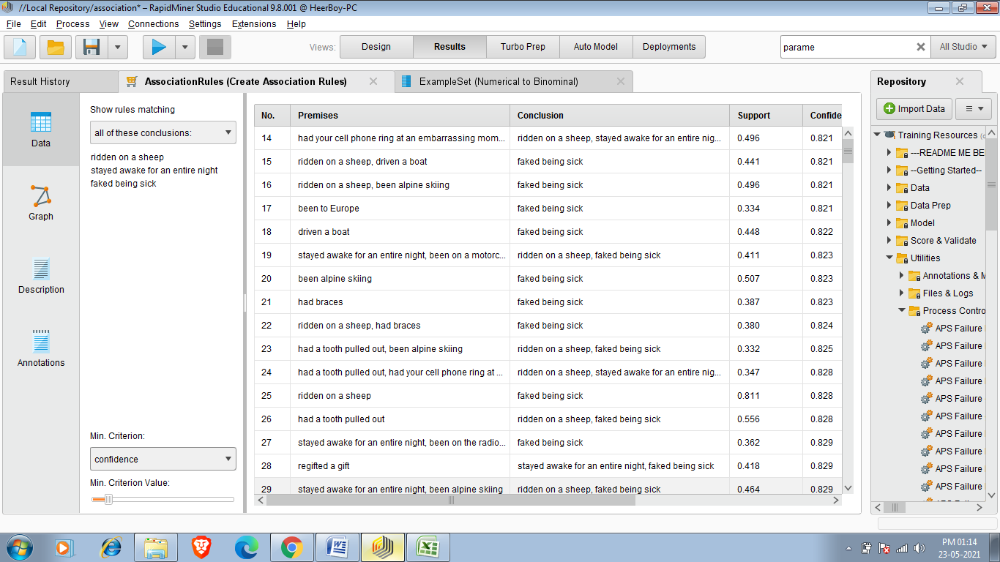 //Local Repository/association* – RapidMiner Studio Educational 9.8.001 @ HeerBoy-PC
File Edit Process View Connections Settings Extensions Help
Views: Design Results Turbo Prep Auto Model Deployments parame All Studio
Result History AssociationRules (Create Association Rules) ExampleSet (Numerical to Binominal) Repository
Data
Graph
Description
Annotations
Show rules matching
all of these conclusions:
ridden on a sheep
stayed awake for an entire night
faked being sick
Min. Criterion:
confidence
Min. Criterion Value:
No. Premises Conclusion Support Confide
14 had your cell phone ring at an embarrassing mom... ridden on a sheep, stayed awake for an entire nig... 0.496 0.821
15 ridden on a sheep, driven a boat faked being sick 0.441 0.821
16 ridden on a sheep, been alpine skiing faked being sick 0.496 0.821
17 been to Europe faked being sick 0.334 0.821
18 driven a boat faked being sick 0.448 0.822
19 stayed awake for an entire night, been on a motorc... ridden on a sheep, faked being sick 0.411 0.823
20 been alpine skiing faked being sick 0.507 0.823
21 had braces faked being sick 0.387 0.823
22 ridden on a sheep, had braces faked being sick 0.380 0.824
23 had a tooth pulled out, been alpine skiing ridden on a sheep, faked being sick 0.332 0.825
24 had a tooth pulled out, had your cell phone ring at ... ridden on a sheep, stayed awake for an entire nig... 0.347 0.828
25 ridden on a sheep faked being sick 0.811 0.828
26 had a tooth pulled out ridden on a sheep, faked being sick 0.556 0.828
27 stayed awake for an entire night, been on the radio... faked being sick 0.362 0.829
28 regifted a gift stayed awake for an entire night, faked being sick 0.418 0.829
29 stayed awake for an entire night, been alpine skiing ridden on a sheep, faked being sick 0.464 0.829
Import Data
Training Resources
---README ME BE
--Getting Started--
Data
Data Prep
Model
Score & Validate
Utilities
Annotations & M
Files & Logs
Process Contro
APS Failure
APS Failure
APS Failure
APS Failure
APS Failure
APS Failure
APS Failure
APS Failure
APS Failure
APS Failure
PM 01:14
23-05-2021